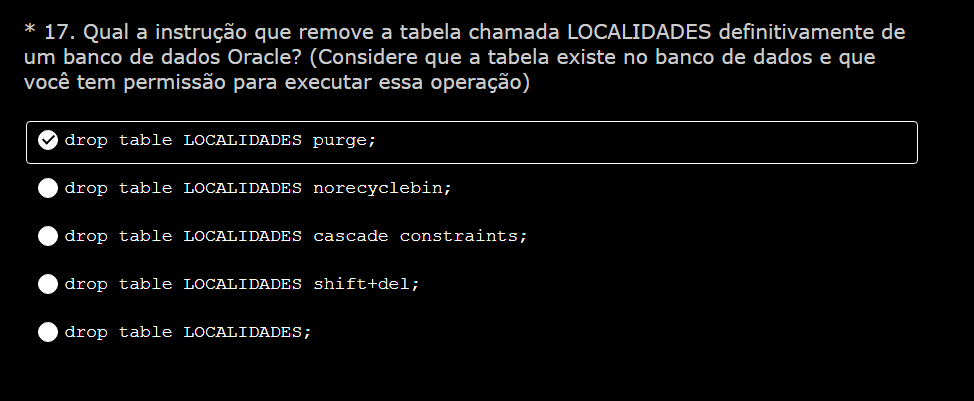 * 17. Qual a instrução que remove a tabela chamada LOCALIDADES definitivamente de
um banco de dados Oracle? (Considere que a tabela existe no banco de dados e que
você tem permissão para executar essa operação)
drop table LOCALIDADES purge;
drop table LOCALIDADES norecyclebin;
drop table LOCALIDADES cascade constraints;
drop table LOCALIDADES shift+del;
drop table LOCALIDADES;